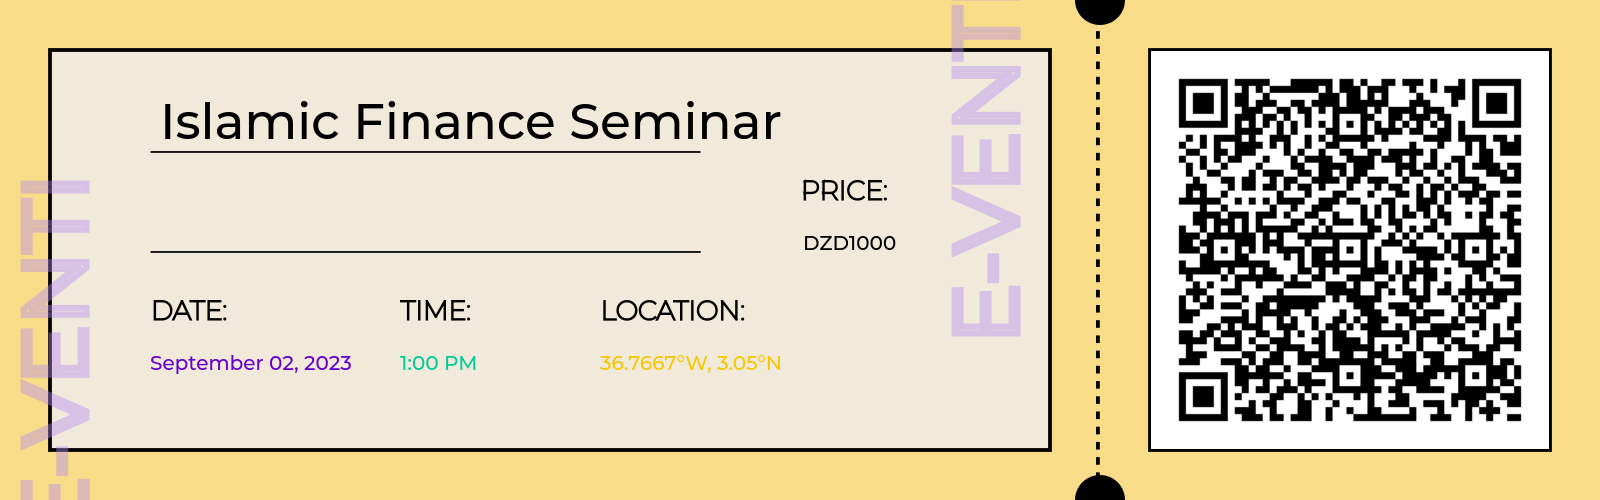 Islamic Finance Seminar
PRICE:
DZD1000
DATE:
TIME:
LOCATION:
September 02, 2023
1:00 PM
36.7667°W, 3.05°N
E-VENTI
E-VENTI